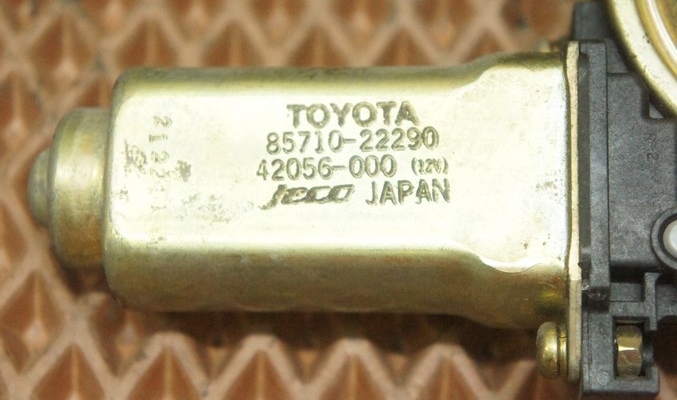 TOYOTA
85710-22290
42056-000 (12V)
Jeco JAPAN